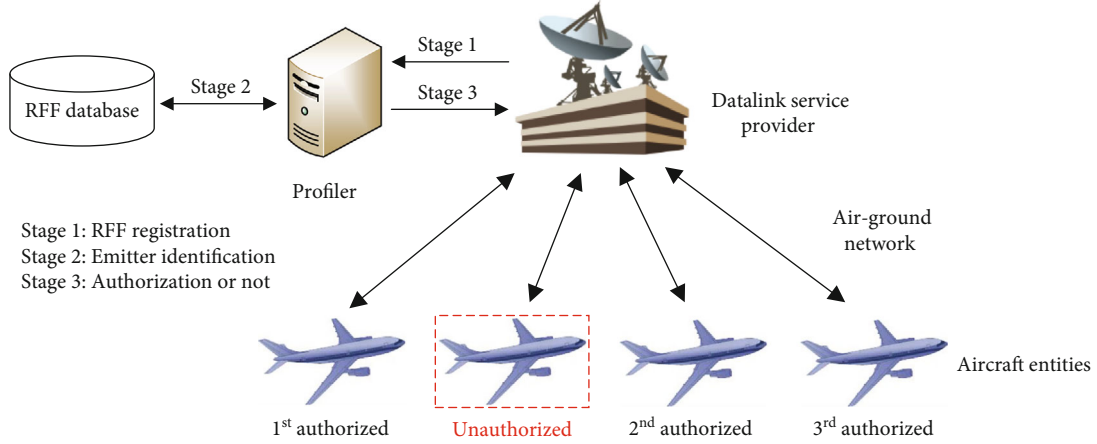 Stage 1
RFF database
Stage 2
Stage 3
Datalink service
provider
Profiler
Stage 1: RFF registration
Stage 2: Emitter identification
Stage 3: Authorization or not
Air-ground
network
Aircraft entities
1st authorized
Unauthorized
2nd authorized
3rd authorized